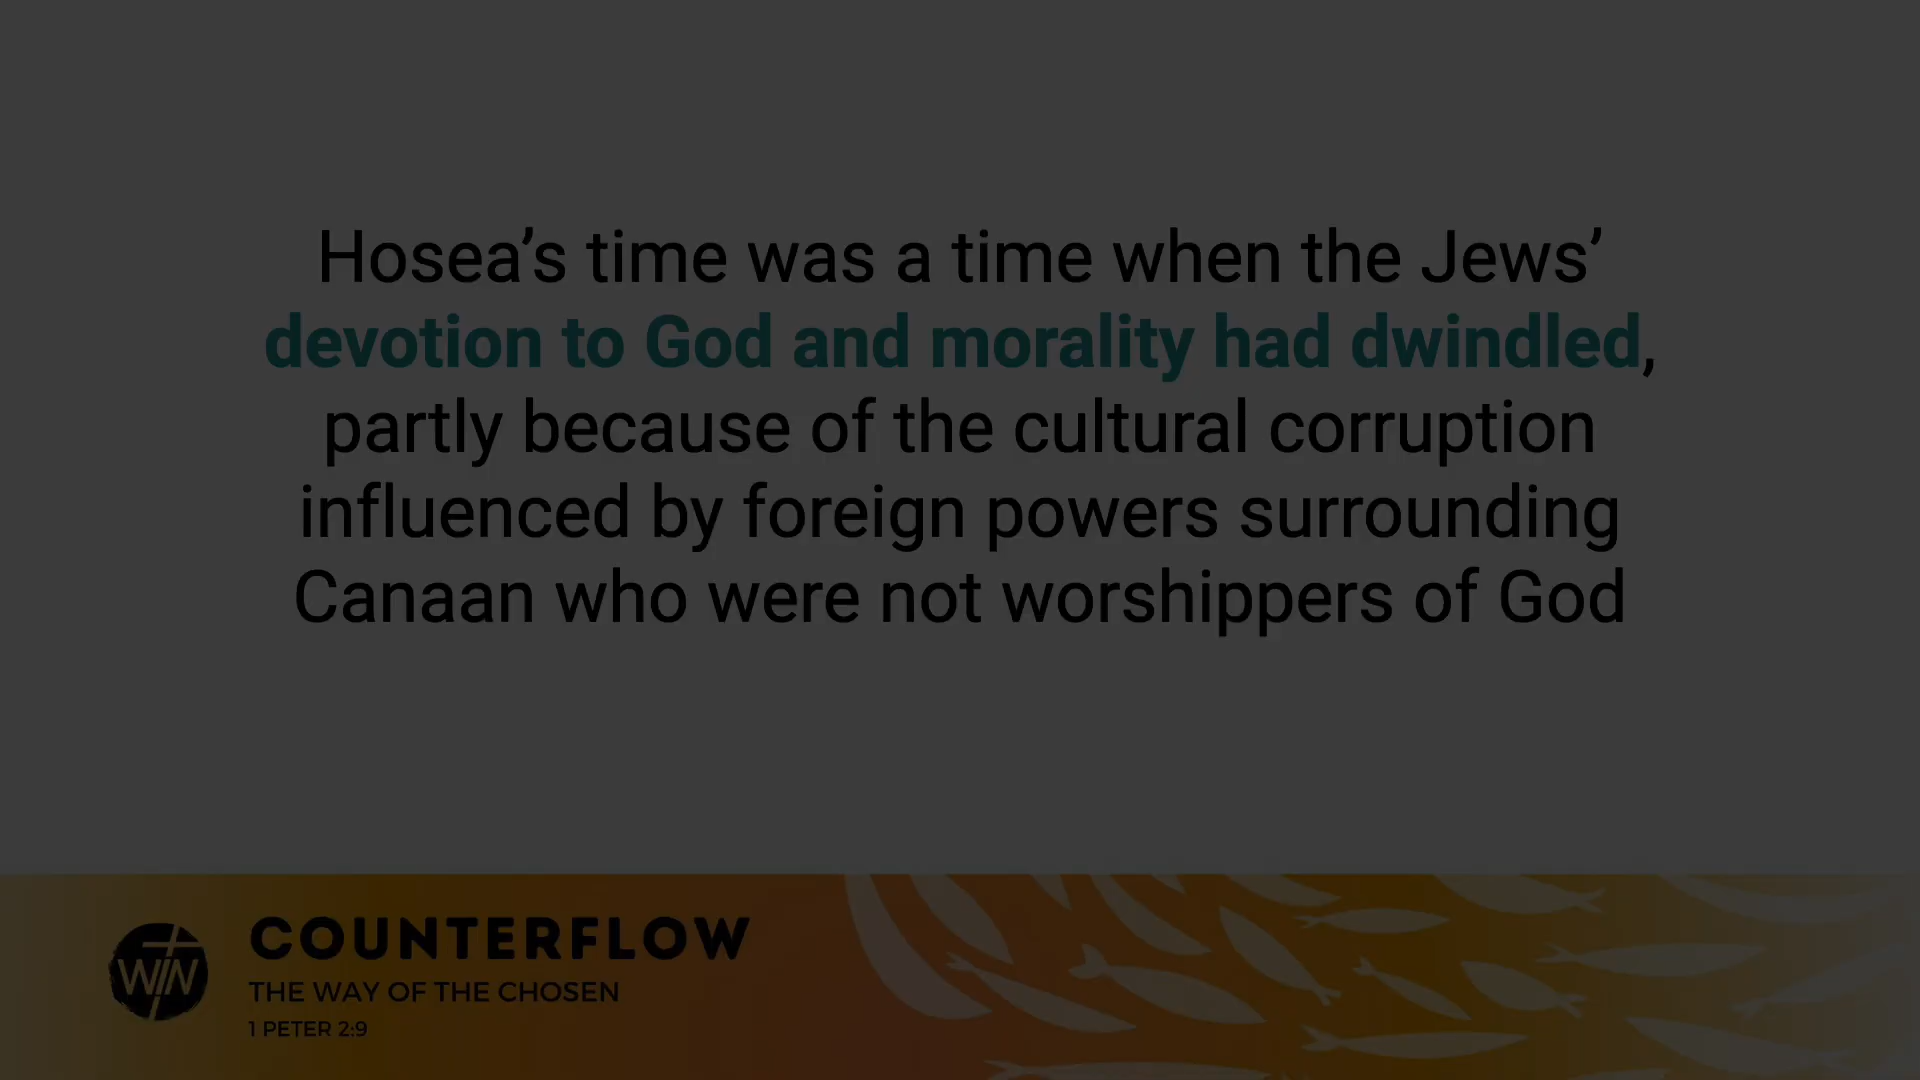 Hosea’s time was a time when the Jews’
devotion to God and morality had dwindled,
partly because of the cultural corruption
influenced by foreign powers surrounding
Canaan who were not worshippers of God
WIN
COUNTERFLOW
THE WAY OF THE CHOSEN
1 PETER 2:9